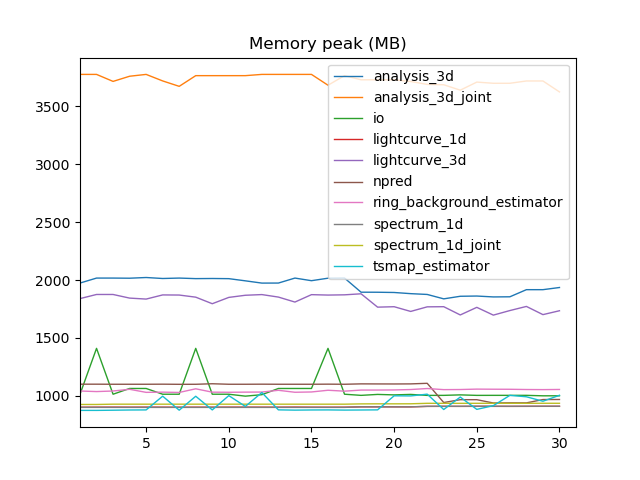 Memory peak (MB)
analysis_3d
analysis_3d_joint
io
lightcurve_1d
lightcurve_3d
npred
ring_background_estimator
spectrum_1d
spectrum_1d_joint
tsmap_estimator
3500
3000
2500
2000
1500
1000
5 10 15 20 25 30